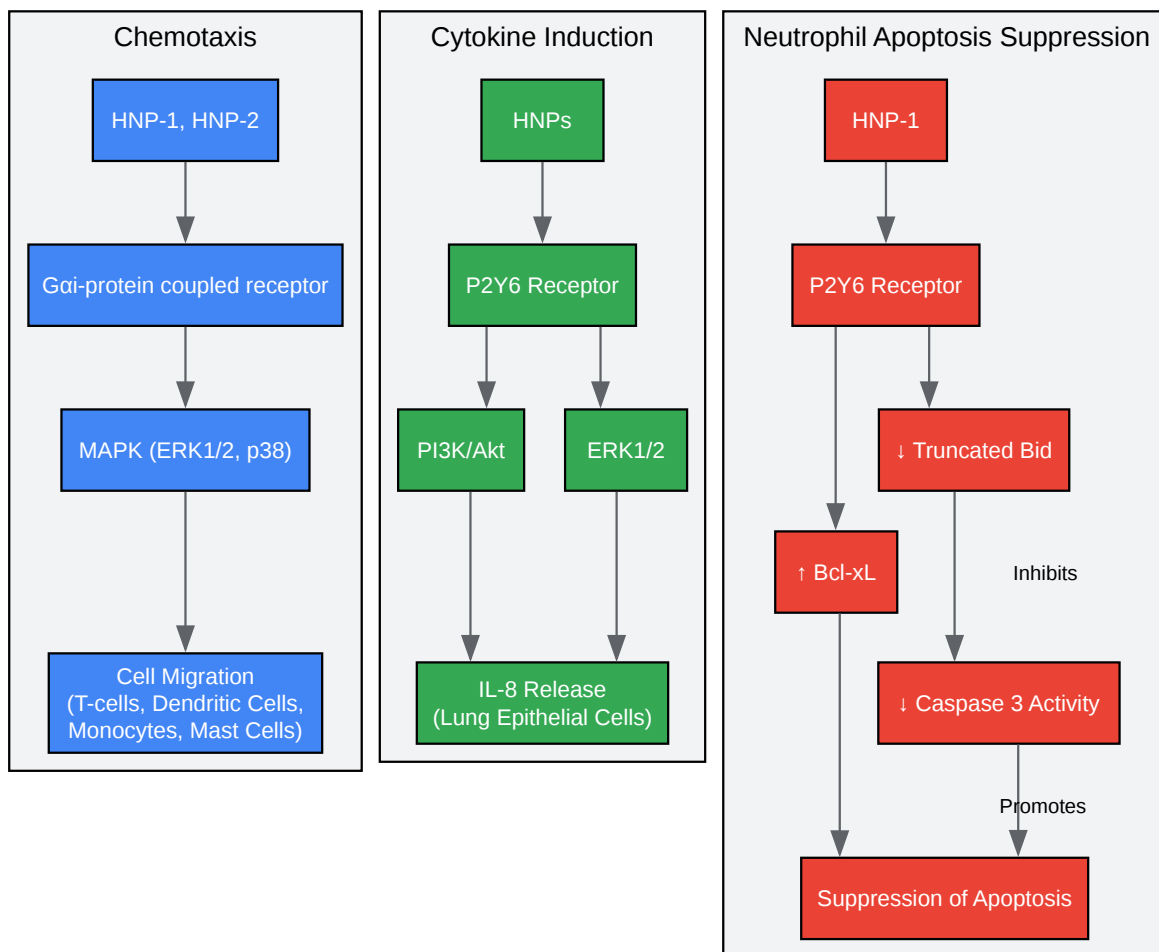 Chemotaxis
HNP-1, HNP-2
Gαi-protein coupled receptor
MAPK (ERK1/2, p38)
Cell Migration
(T-cells, Dendritic Cells,
Monocytes, Mast Cells)
Cytokine Induction
HNPs
P2Y6 Receptor
PI3K/Akt
ERK1/2
IL-8 Release
(Lung Epithelial Cells)
Neutrophil Apoptosis Suppression
HNP-1
P2Y6 Receptor
↓ Truncated Bid
↑ Bcl-xL
Inhibits
↓ Caspase 3 Activity
Promotes
Suppression of Apoptosis